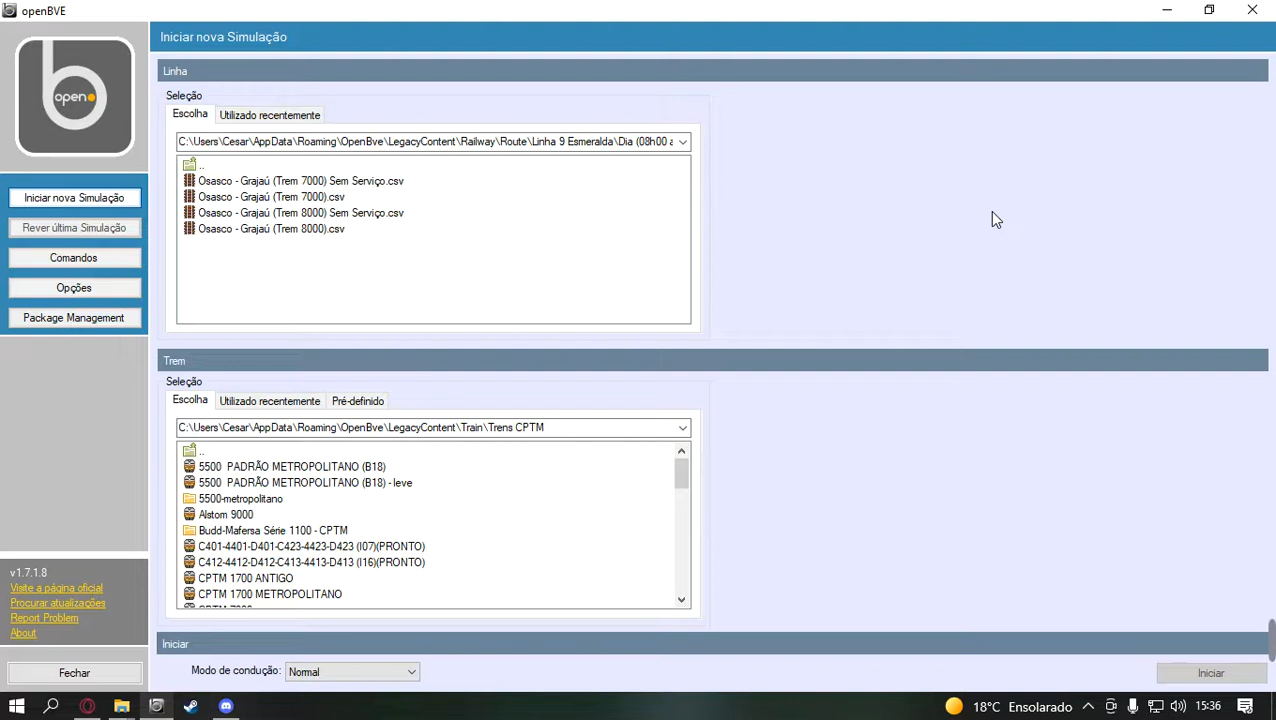 openBVE
open
Iniciar nova Simulação
Rever última Simulação
Comandos
Opções
Package Management
v1.7.1.8
Visite a página oficial
Procurar atualizações
Report Problem
About
Fechar
Iniciar nova Simulação
Linha
Seleção
Escolha
Utilizado recentemente
C:\Users\Cesar\AppData\Roaming\OpenBve\LegacyContent\Railway\Route\Linha 9 Esmeralda\Dia (08h00 a
..
Osasco - Grajaú (Trem 7000) Sem Serviço.csv
Osasco - Grajaú (Trem 7000).csv
Osasco - Grajaú (Trem 8000) Sem Serviço.csv
Osasco - Grajaú (Trem 8000).csv
Trem
Seleção
Escolha
Utilizado recentemente
Pré-definido
C:\Users\Cesar\AppData\Roaming\OpenBve\LegacyContent\Train\Trens CPTM
..
5500 PADRÃO METROPOLITANO (B18)
5500 PADRÃO METROPOLITANO (B18) - leve
5500-metropolitano
Alstom 9000
Budd-Mafersa Série 1100 - CPTM
C401-4401-D401-C423-4423-D423 (I07)(PRONTO)
C412-4412-D412-C413-4413-D413 (I16)(PRONTO)
CPTM 1700 ANTIGO
CPTM 1700 METROPOLITANO
Iniciar
Modo de condução:
Normal
Iniciar
18°C Ensolarado
15:36